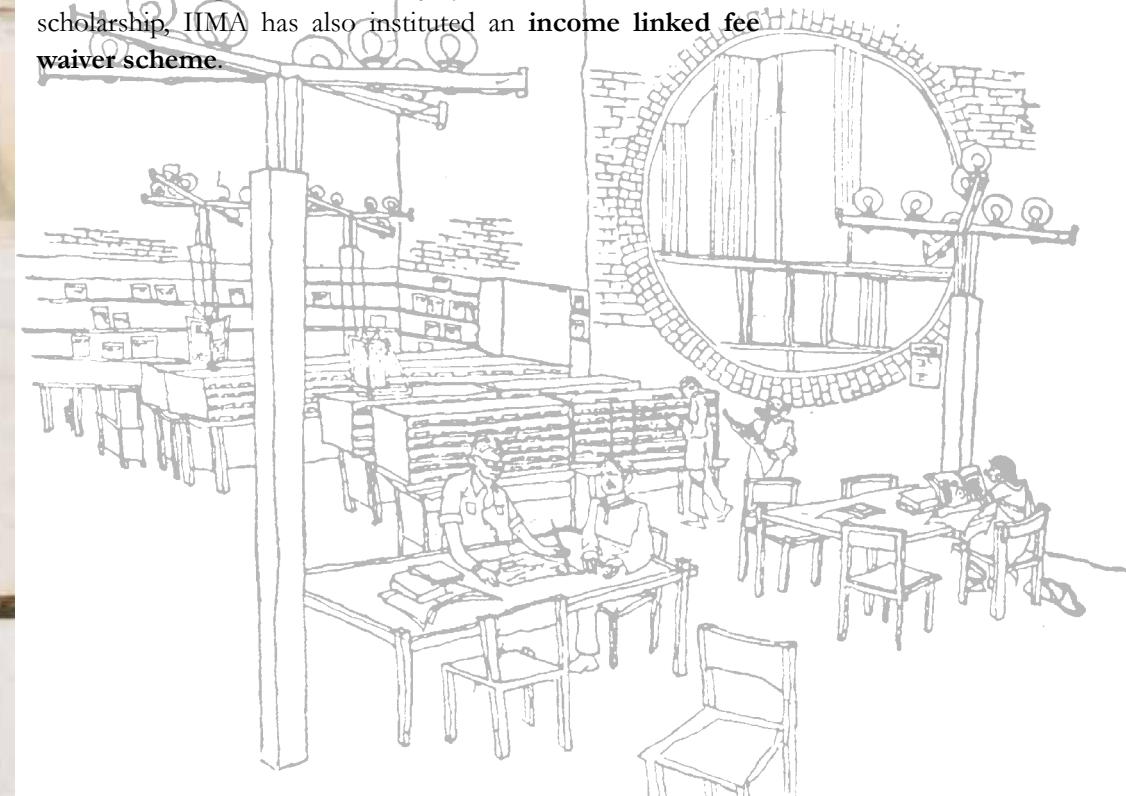 scholarship, IIMA has also instituted an income linked fee
waiver scheme.